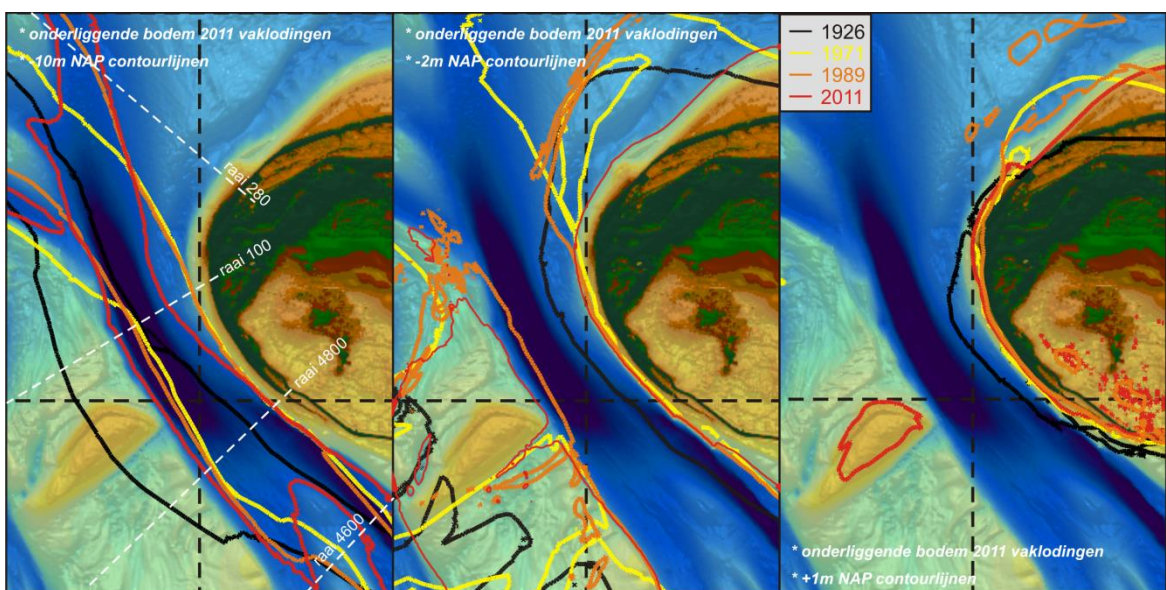 * onderliggende bodem 2011 vaklodingen
* -10m NAP contourlijnen
raai 280
raai 100
raai 4800
raai 4600
* onderliggende bodem 2011 vaklodingen
* -2m NAP contourlijnen
1926
1971
1989
2011
* onderliggende bodem 2011 vaklodingen
* +1m NAP contourlijnen